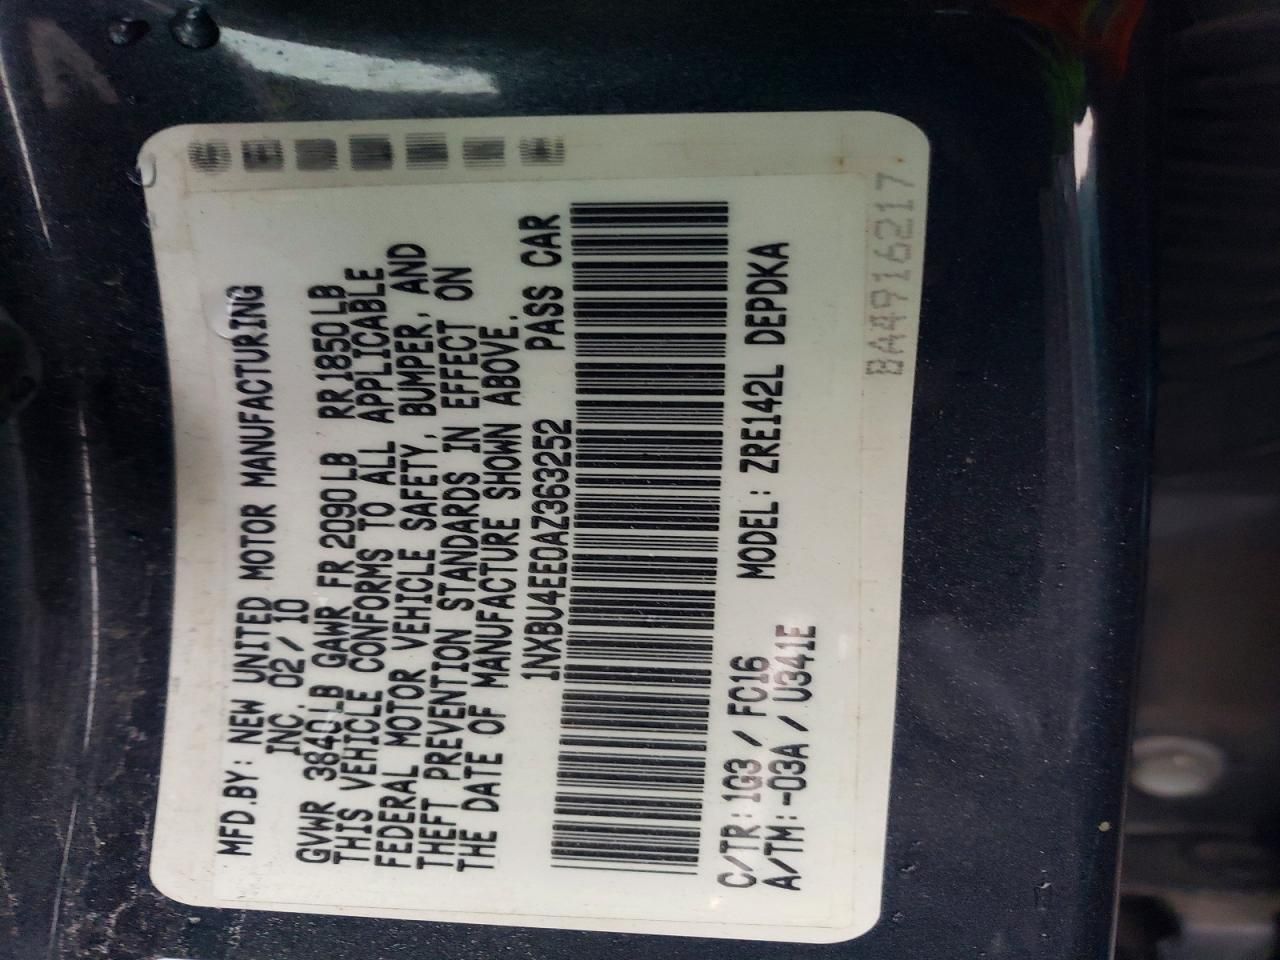 MFD.BY: NEW UNITED MOTOR MANUFACTURING
INC. 02/10
GVWR 3840LB GAWR FR 2090LB RR 1850LB
THIS VEHICLE CONFORMS TO ALL APPLICABLE
FEDERAL MOTOR VEHICLE SAFETY, BUMPER, AND
THEFT PREVENTION STANDARDS IN EFFECT ON
THE DATE OF MANUFACTURE SHOWN ABOVE.
1NXBU4EE0AZ363252 PASS CAR
C/TR:1G3 / FC16 MODEL: ZRE142L DEPDKA
A/TM:-03A / U341E
BA4916217